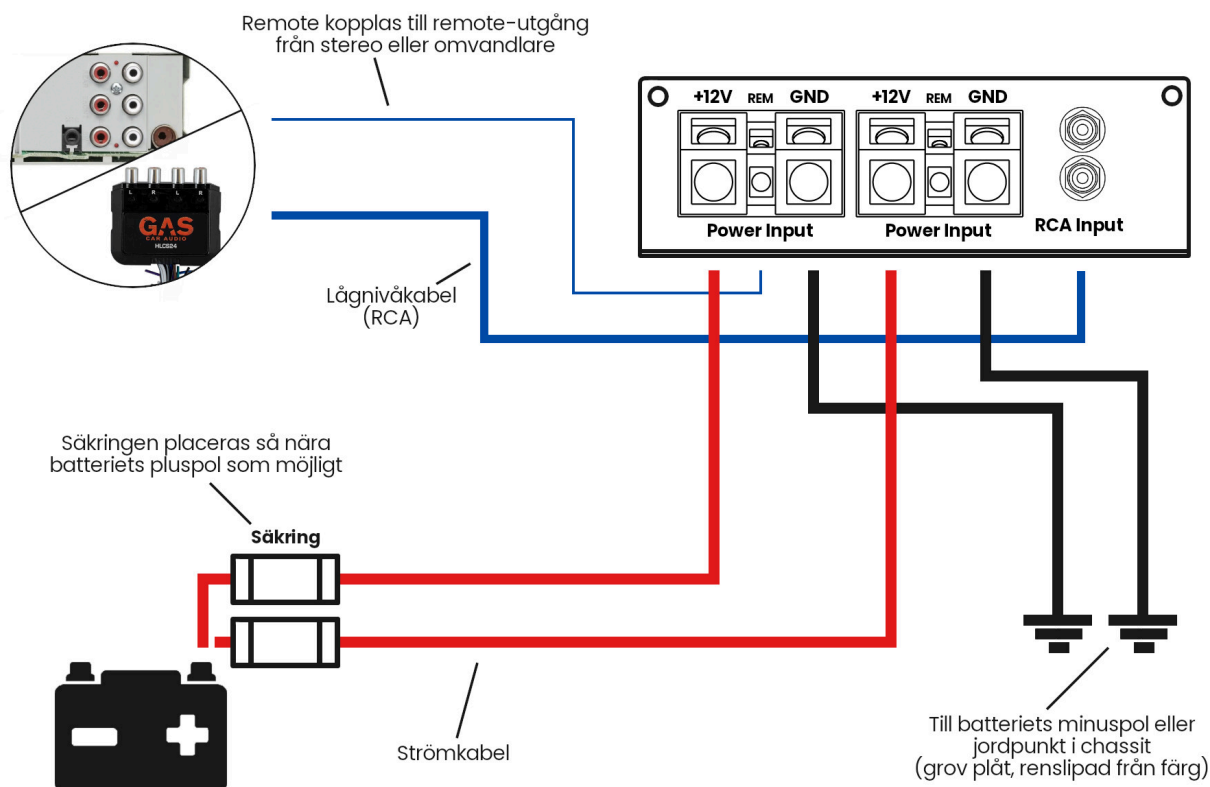 Remote kopplas till remote-utgång
från stereo eller omvandlare
+12V REM GND +12V REM GND
L R L R
GAS
CAR AUDIO
HLCS24
Power Input Power Input RCA Input
Lågnivåkabel
(RCA)
Säkringen placeras så nära
batteriets pluspol som möjligt
Säkring
Strömkabel
Till batteriets minuspol eller
jordpunkt i chassit
(grov plåt, renslipad från färg)